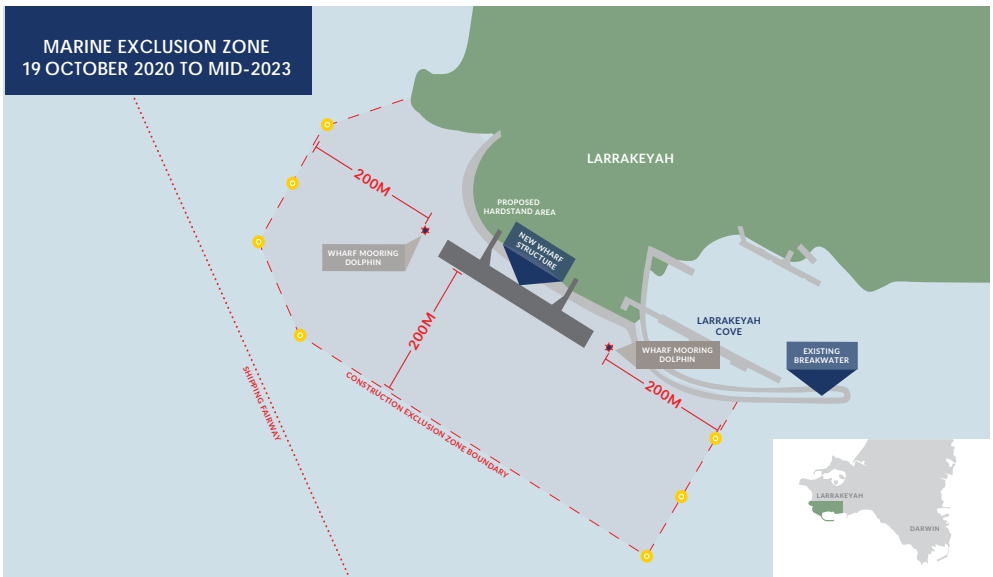 MARINE EXCLUSION ZONE
19 OCTOBER 2020 TO MID-2023
LARRAKEYAH
200M
PROPOSED
HARDSTAND AREA
NEW WHARF
STRUCTURE
WHARF MOORING
DOLPHIN
200M
LARRAKEYAH
COVE
WHARF MOORING
DOLPHIN
EXISTING
BREAKWATER
200M
SHIPPING FAIRWAY
CONSTRUCTION EXCLUSION ZONE BOUNDARY
LARRAKEYAH
DARWIN